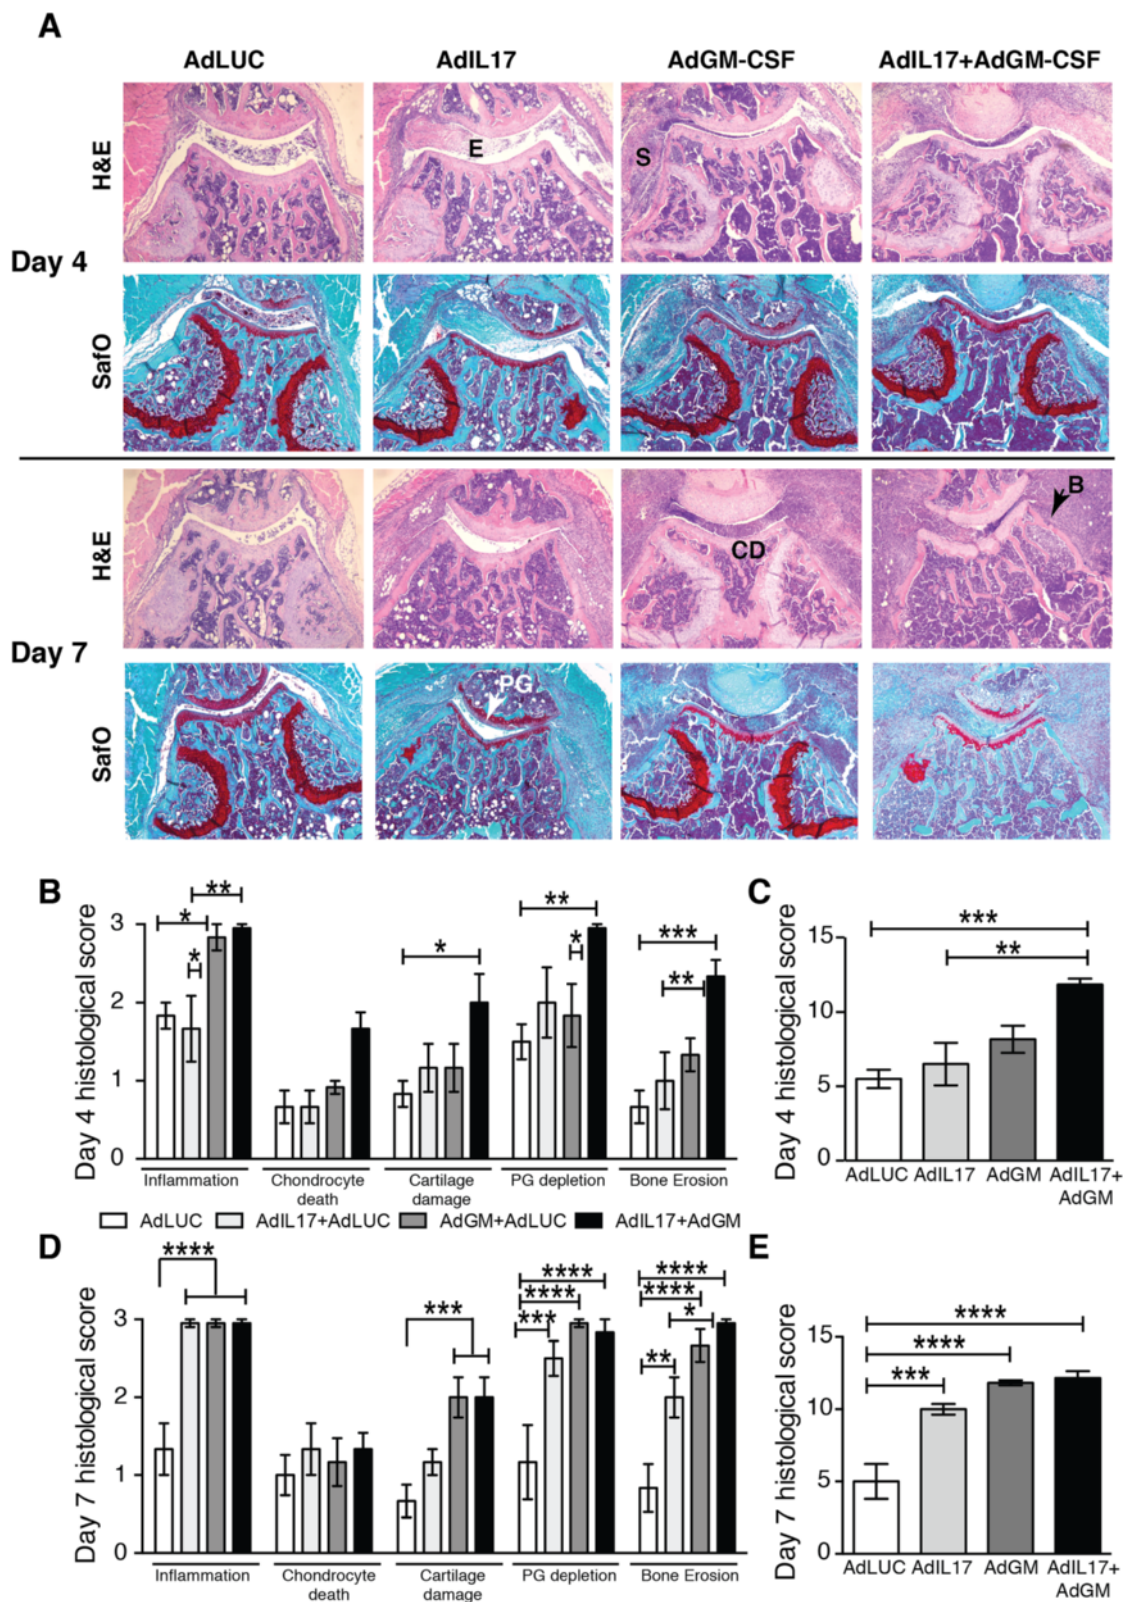 A
AdLUC AdIL17 AdGM-CSF AdIL17+AdGM-CSF
H&E
E
S
Day 4
SafO
H&E
CD
B
Day 7
SafO
PG
B
Day 4 histological score
3
2
1
0
* * ** * ** * *** **
Inflammation Chondrocyte death Cartilage damage PG depletion Bone Erosion
C
Day 4 histological score
15
10
5
0
***
**
AdLUC AdIL17 AdGM AdIL17+
AdGM
AdLUC AdIL17+AdLUC AdGM+AdLUC AdIL17+AdGM
D
Day 7 histological score
3
2
1
0
**** *** *** **** **** ** * **** ****
Inflammation Chondrocyte death Cartilage damage PG depletion Bone Erosion
E
Day 7 histological score
15
10
5
0
****
****
***
AdLUC AdIL17 AdGM AdIL17+
AdGM